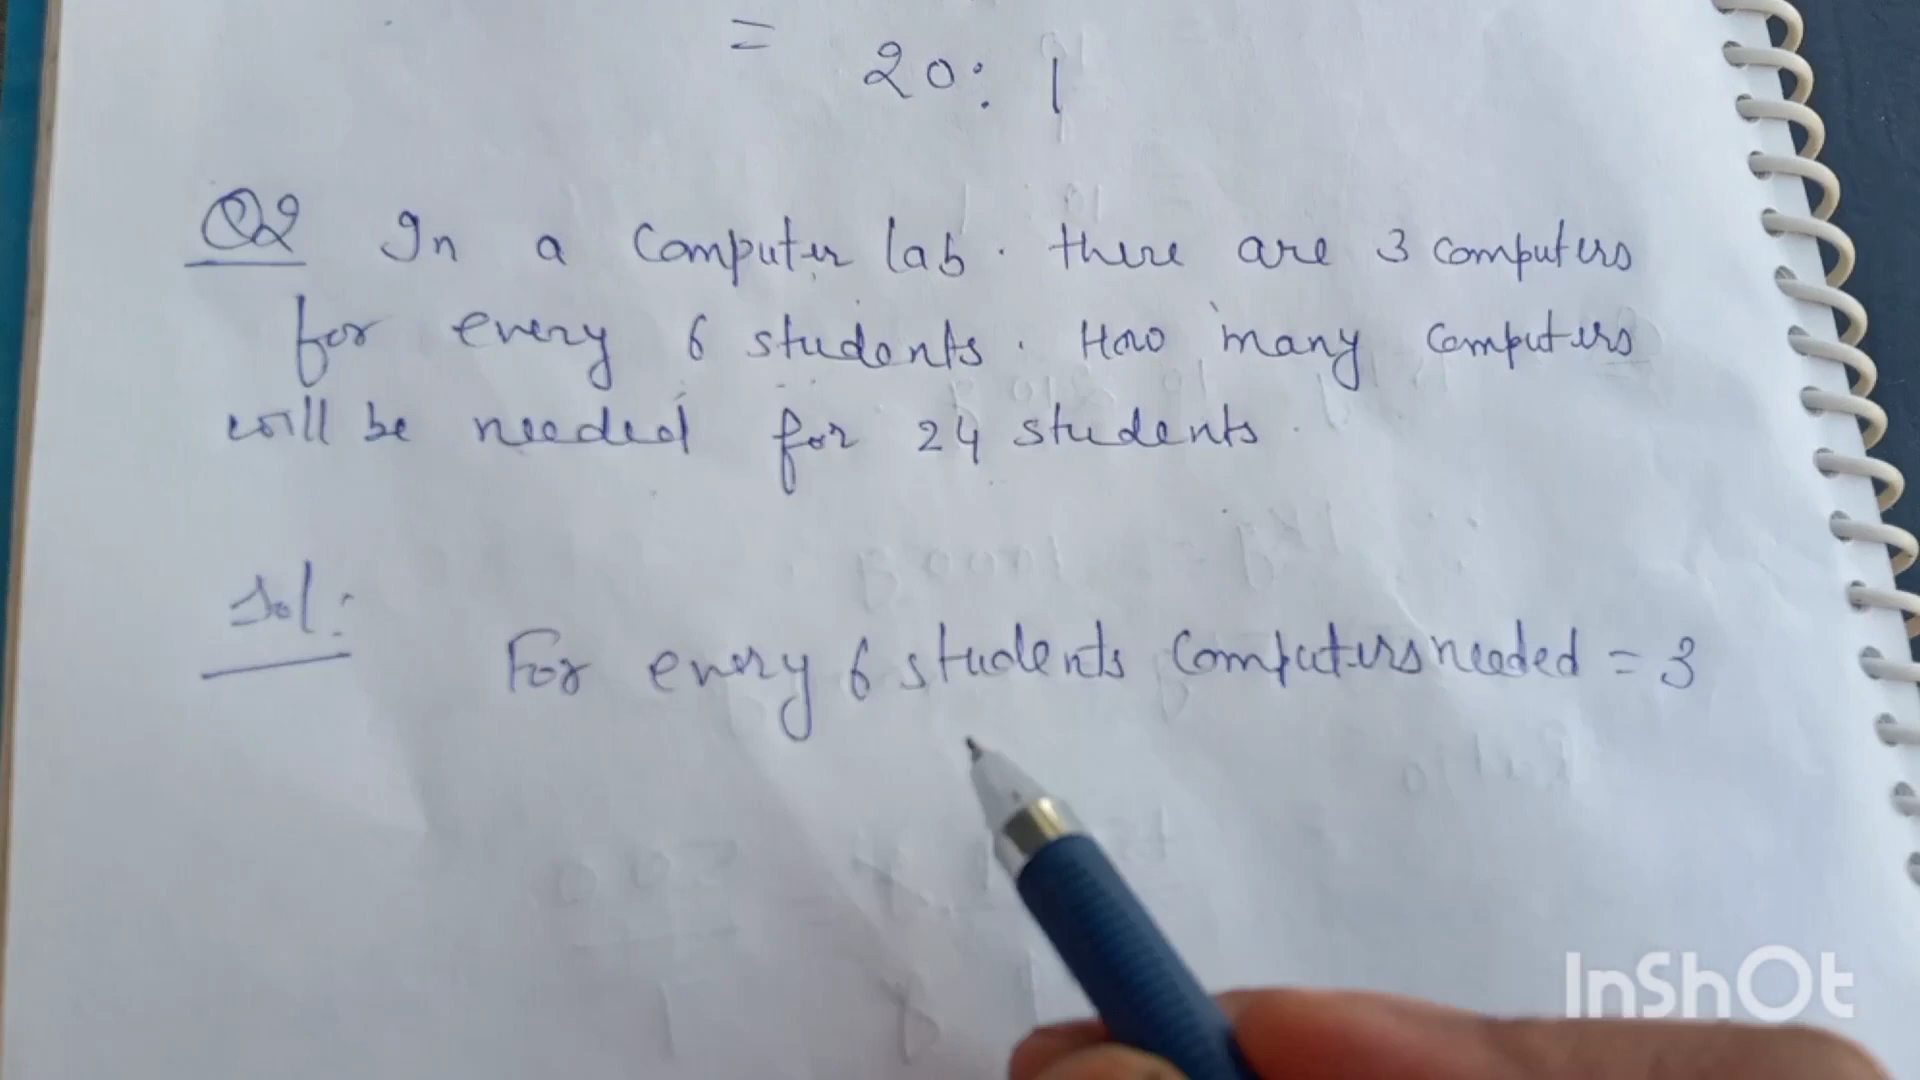 = 20: 1
Q2 In a Computer lab. there are 3 computers
for every 6 students. How many computers
will be needed for 24 students.
Sol:
For every 6 students computers needed = 3
InShOt